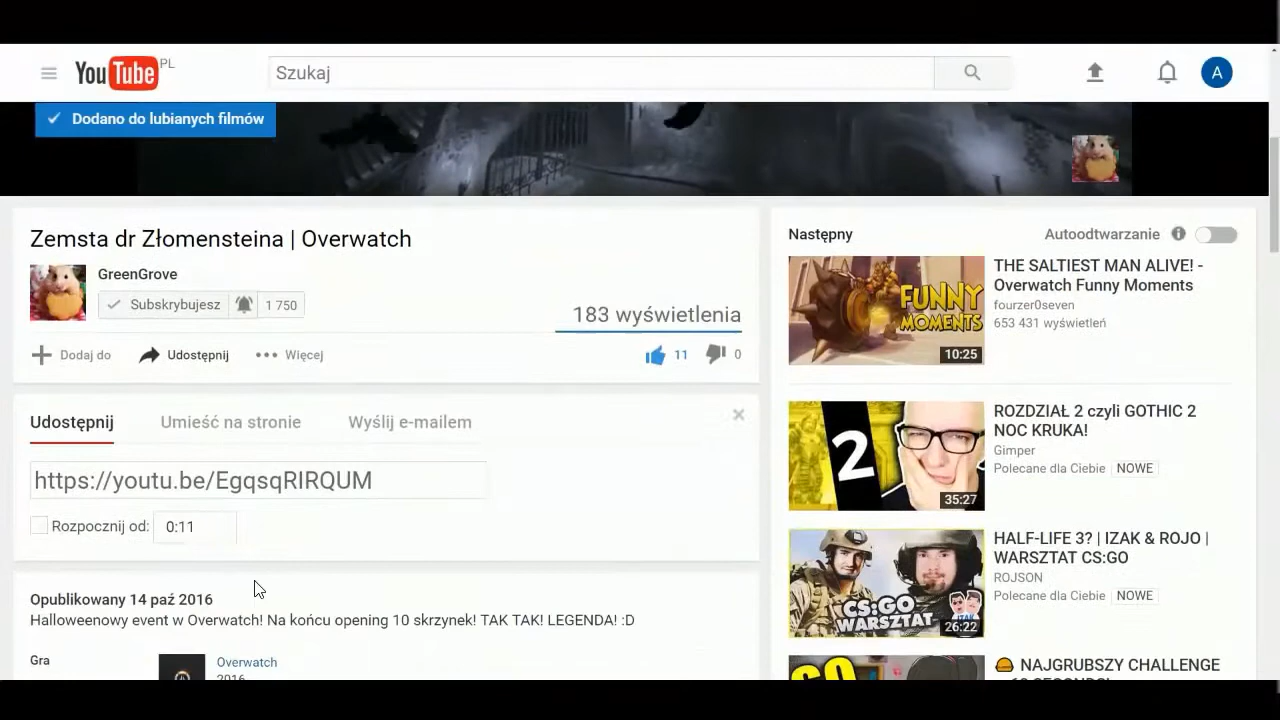 YouTube PL
Szukaj
A
Dodano do lubianych filmów
Zemsta dr Złomensteina | Overwatch
GreenGrove
Subskrybujesz
1 750
183 wyświetlenia
Dodaj do
Udostępnij
Więcej
11
0
Udostępnij
Umieść na stronie
Wyślij e-mailem
https://youtu.be/EgqsqRIRQUM
Rozpocznij od: 0:11
Opublikowany 14 paź 2016
Halloweenowy event w Overwatch! Na końcu opening 10 skrzynek! TAK TAK! LEGENDA! :D
Gra
Overwatch
2016
Następny
Autoodtwarzanie
FUNNY
MOMENTS
10:25
THE SALTIEST MAN ALIVE! -
Overwatch Funny Moments
fourzer0seven
653 431 wyświetleń
2
35:27
ROZDZIAŁ 2 czyli GOTHIC 2
NOC KRUKA!
Gimper
Polecane dla Ciebie NOWE
CS:GO
WARSZTAT
26:22
HALF-LIFE 3? | IZAK & ROJO |
WARSZTAT CS:GO
ROJSON
Polecane dla Ciebie NOWE
NAJGRUBSZY CHALLENGE